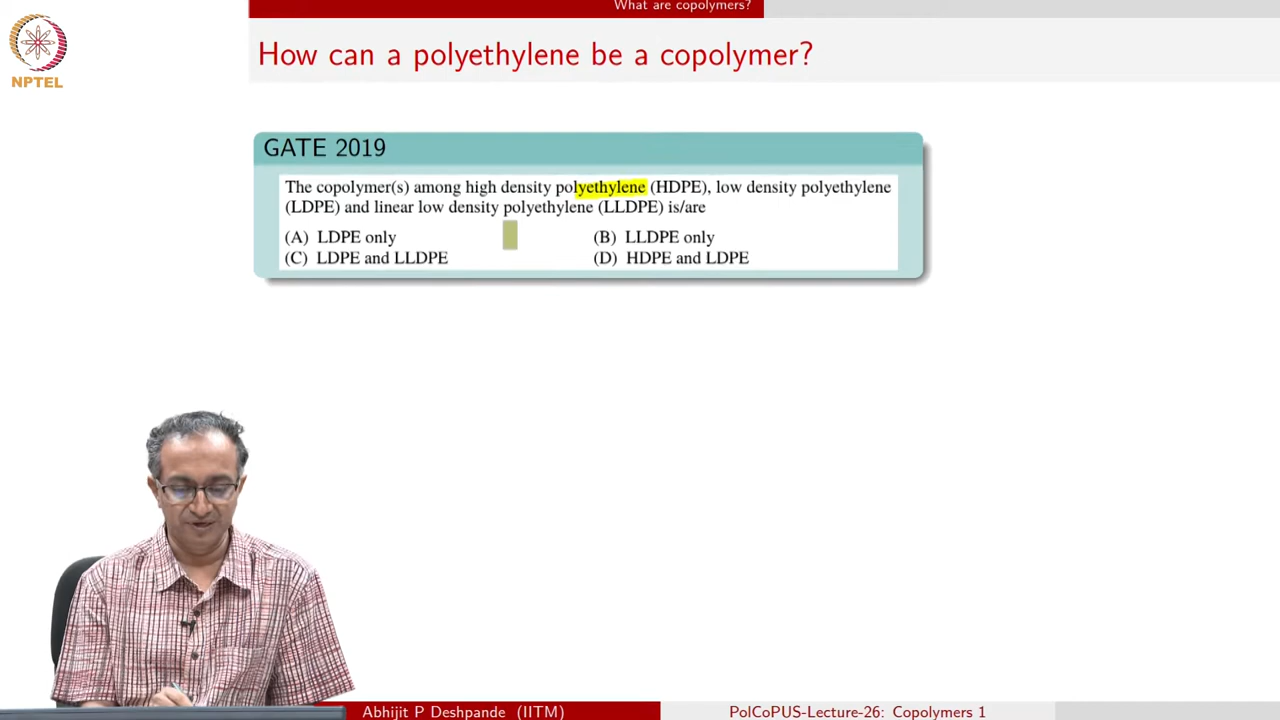 What are copolymers?
NPTEL
How can a polyethylene be a copolymer?
GATE 2019
The copolymer(s) among high density polyethylene (HDPE), low density polyethylene
(LDPE) and linear low density polyethylene (LLDPE) is/are
(A) LDPE only
(B) LLDPE only
(C) LDPE and LLDPE
(D) HDPE and LDPE
Abhijit P Deshpande (IITM)
PolCoPUS-Lecture-26: Copolymers 1